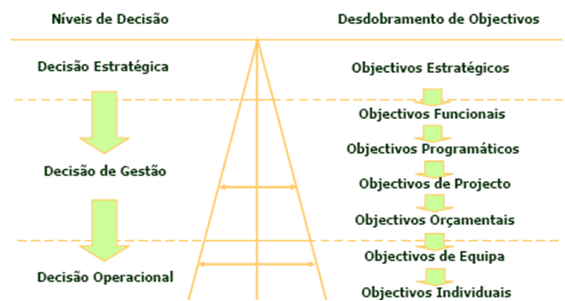 Níveis de Decisão
Desdobramento de Objectivos
Decisão Estratégica
Objectivos Estratégicos
Objectivos Funcionais
Objectivos Programáticos
Decisão de Gestão
Objectivos de Projecto
Objectivos Orçamentais
Objectivos de Equipa
Decisão Operacional
Objectivos Individuais